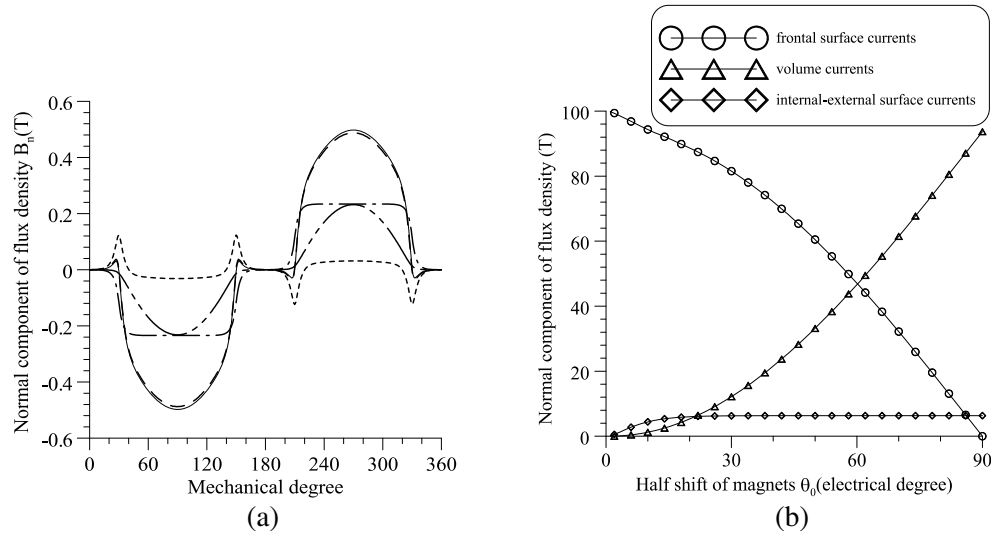 frontal surface currents
volume currents
internal-external surface currents
Normal component of flux density Bn(T)
0.6
0.4
0.2
0
-0.2
-0.4
-0.6
0 60 120 180 240 300 360
Mechanical degree
(a)
Normal component of flux density (T)
100
80
60
40
20
0
0 30 60 90
Half shift of magnets θ0(electrical degree)
(b)